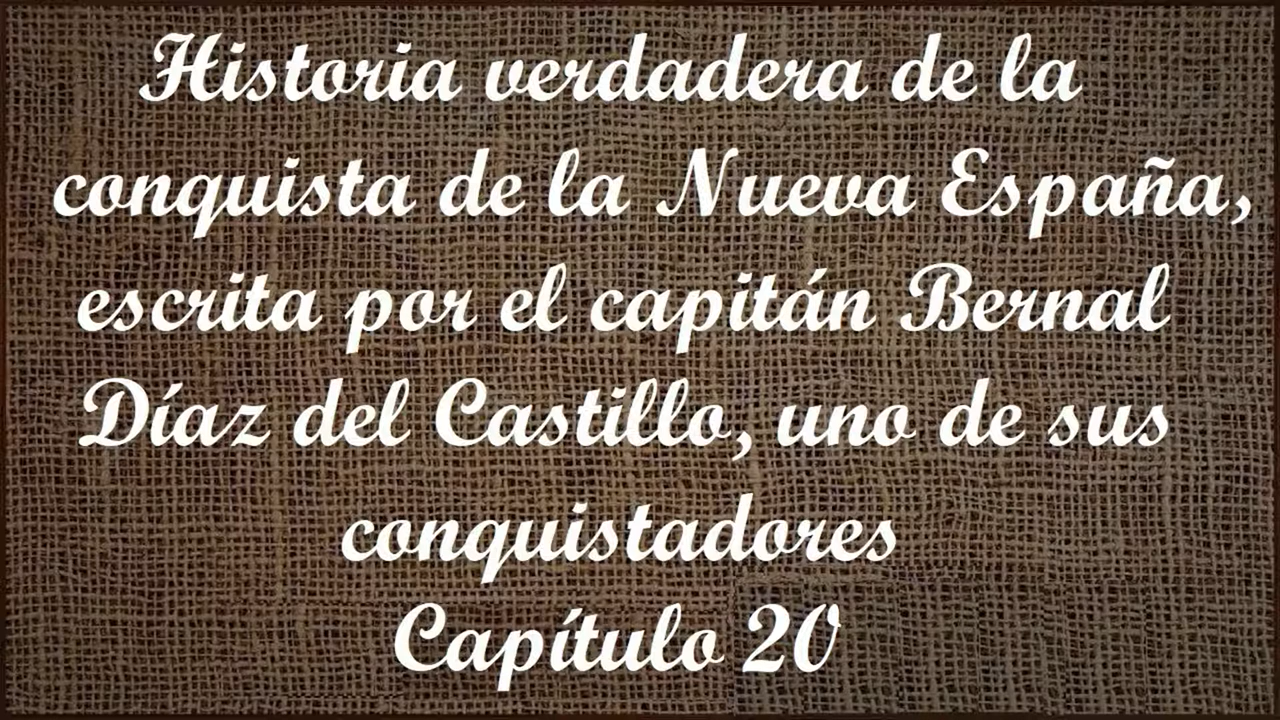 Historia verdadera de la
conquista de la Nueva España,
escrita por el capitán Bernal
Díaz del Castillo, uno de sus
conquistadores
Capítulo 20